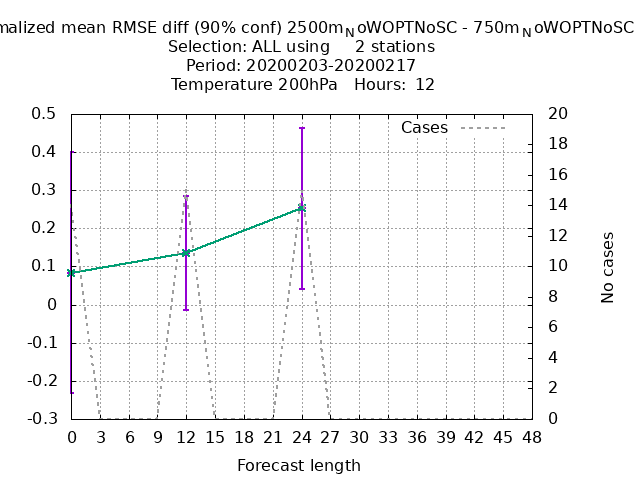 malized mean RMSE diff (90% conf) 2500mNoWOPTNoSC - 750mNoWOPTNoSC
Selection: ALL using 2 stations
Period: 20200203-20200217
Temperature 200hPa Hours: 12
Cases
0.5
0.4
0.3
0.2
0.1
0
-0.1
-0.2
-0.3
20
18
16
14
12
10
8
6
4
2
0
No cases
0 3 6 9 12 15 18 21 24 27 30 33 36 39 42 45 48
Forecast length